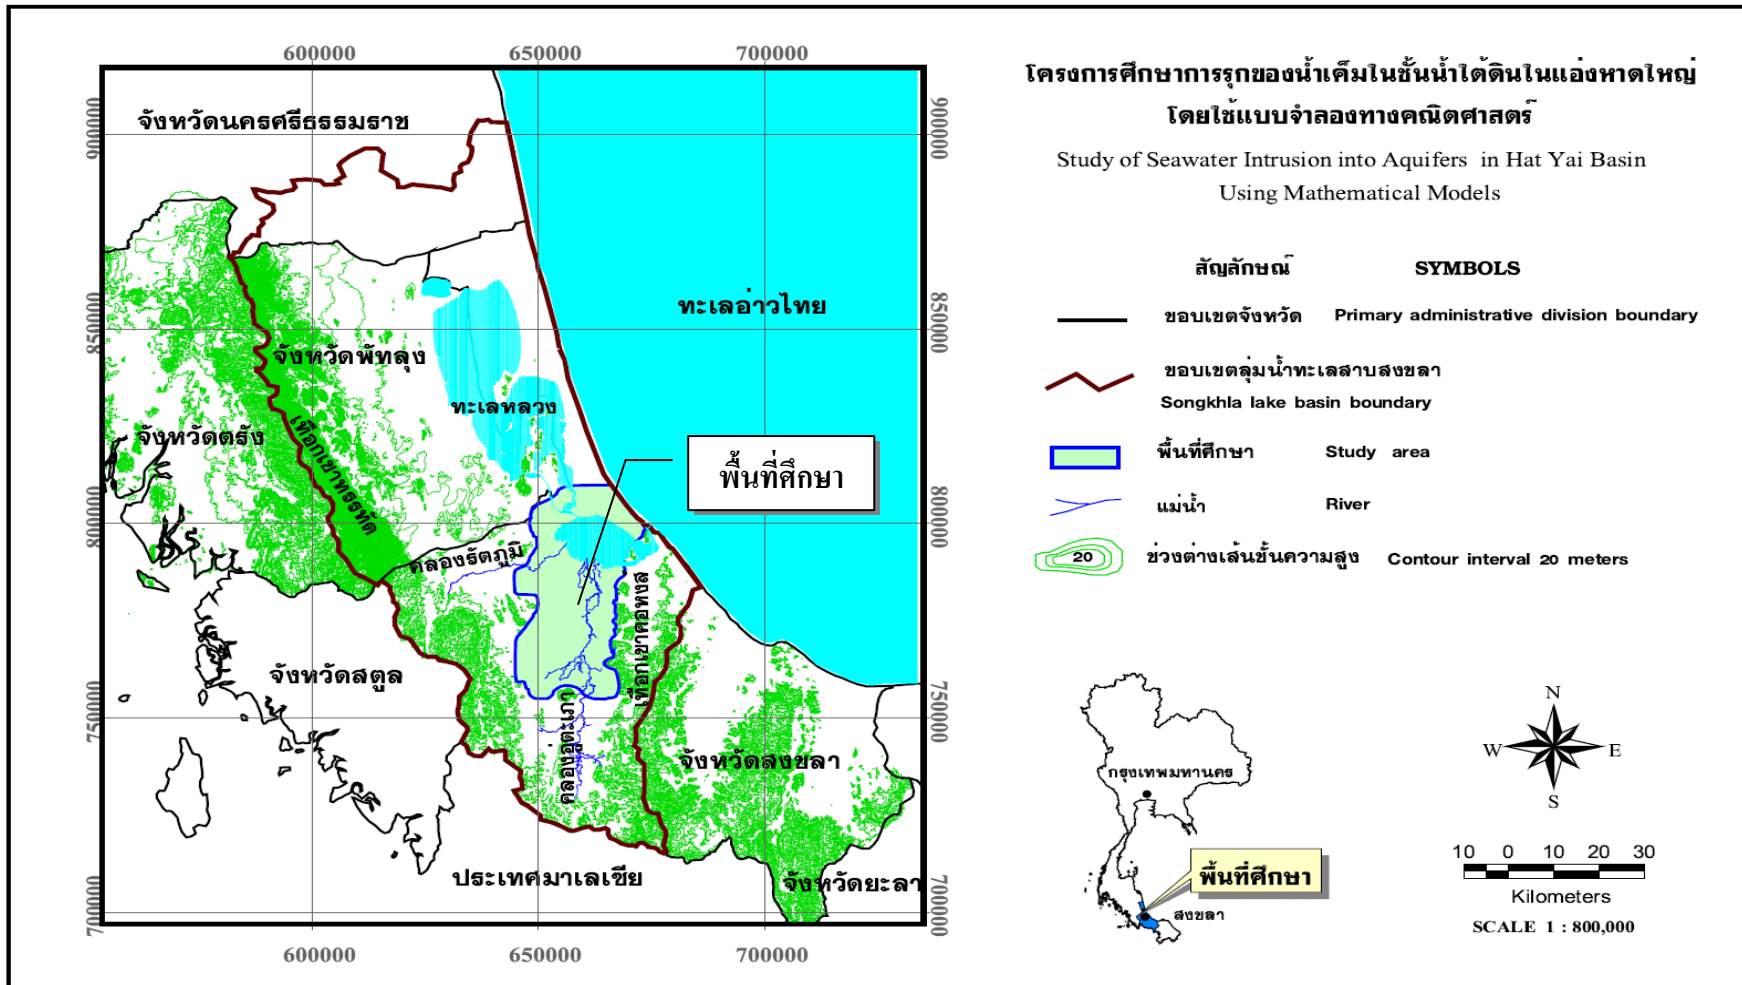 600000 650000 700000
900000 850000 800000 750000 700000
900000 850000 800000 750000 700000
600000 650000 700000
จังหวัดนครศรีธรรมราช
ทะเลอ่าวไทย
จังหวัดพัทลุง
ทะเลหลวง
จังหวัดตรัง
เทือกเขาบรรทัด
พื้นที่ศึกษา
คลองรัตภูมิ
เทือกเขาคอหงส์
จังหวัดสตูล
คลองอู่ตะเภา
จังหวัดสงขลา
ประเทศมาเลเซีย
จังหวัดยะลา
โครงการศึกษาการรุกของน้ำเค็มในชั้นน้ำใต้ดินในแอ่งหาดใหญ่
โดยใช้แบบจำลองทางคณิตศาสตร์
Study of Seawater Intrusion into Aquifers in Hat Yai Basin
Using Mathematical Models
สัญลักษณ์ SYMBOLS
ขอบเขตจังหวัด Primary administrative division boundary
ขอบเขตลุ่มน้ำทะเลสาบสงขลา
Songkhla lake basin boundary
พื้นที่ศึกษา Study area
แม่น้ำ River
20 ช่วงต่างเส้นชั้นความสูง Contour interval 20 meters
กรุงเทพมหานคร
พื้นที่ศึกษา
สงขลา
N
W E
S
10 0 10 20 30
Kilometers
SCALE 1 : 800,000